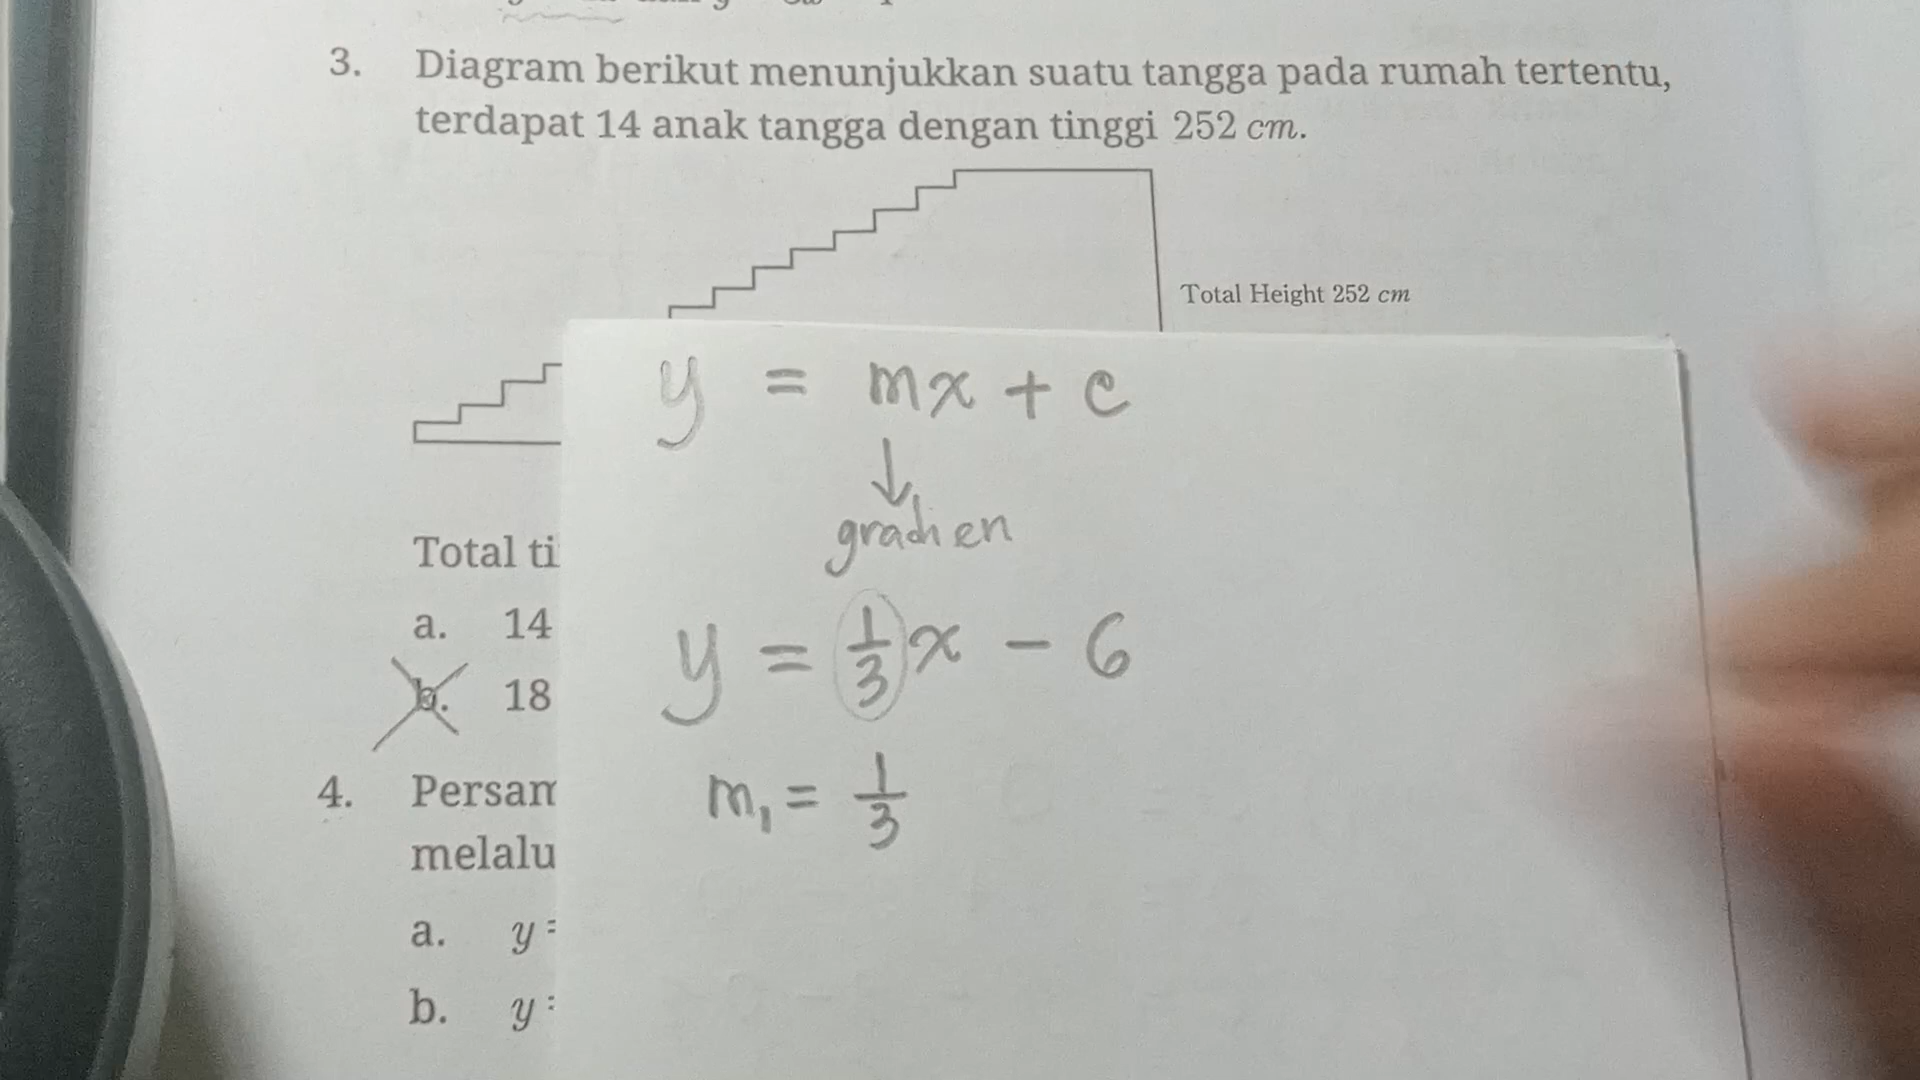 3. Diagram berikut menunjukkan suatu tangga pada rumah tertentu,
terdapat 14 anak tangga dengan tinggi 252 cm.
Total Height 252 cm
y = mx + c
↓
gradien
Total ti
a. 14
y = 1/3 x - 6
b. 18
4. Persam
m₁ = 1/3
melalu
a. y =
b. y =